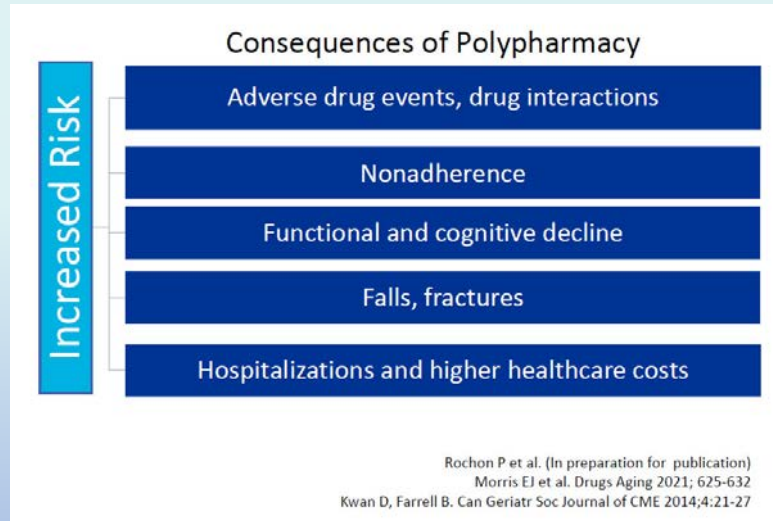 Consequences of Polypharmacy
Increased Risk
Adverse drug events, drug interactions
Nonadherence
Functional and cognitive decline
Falls, fractures
Hospitalizations and higher healthcare costs
Rochon P et al. (In preparation for publication)
Morris EJ et al. Drugs Aging 2021; 625-632
Kwan D, Farrell B. Can Geriatr Soc Journal of CME 2014;4:21-27